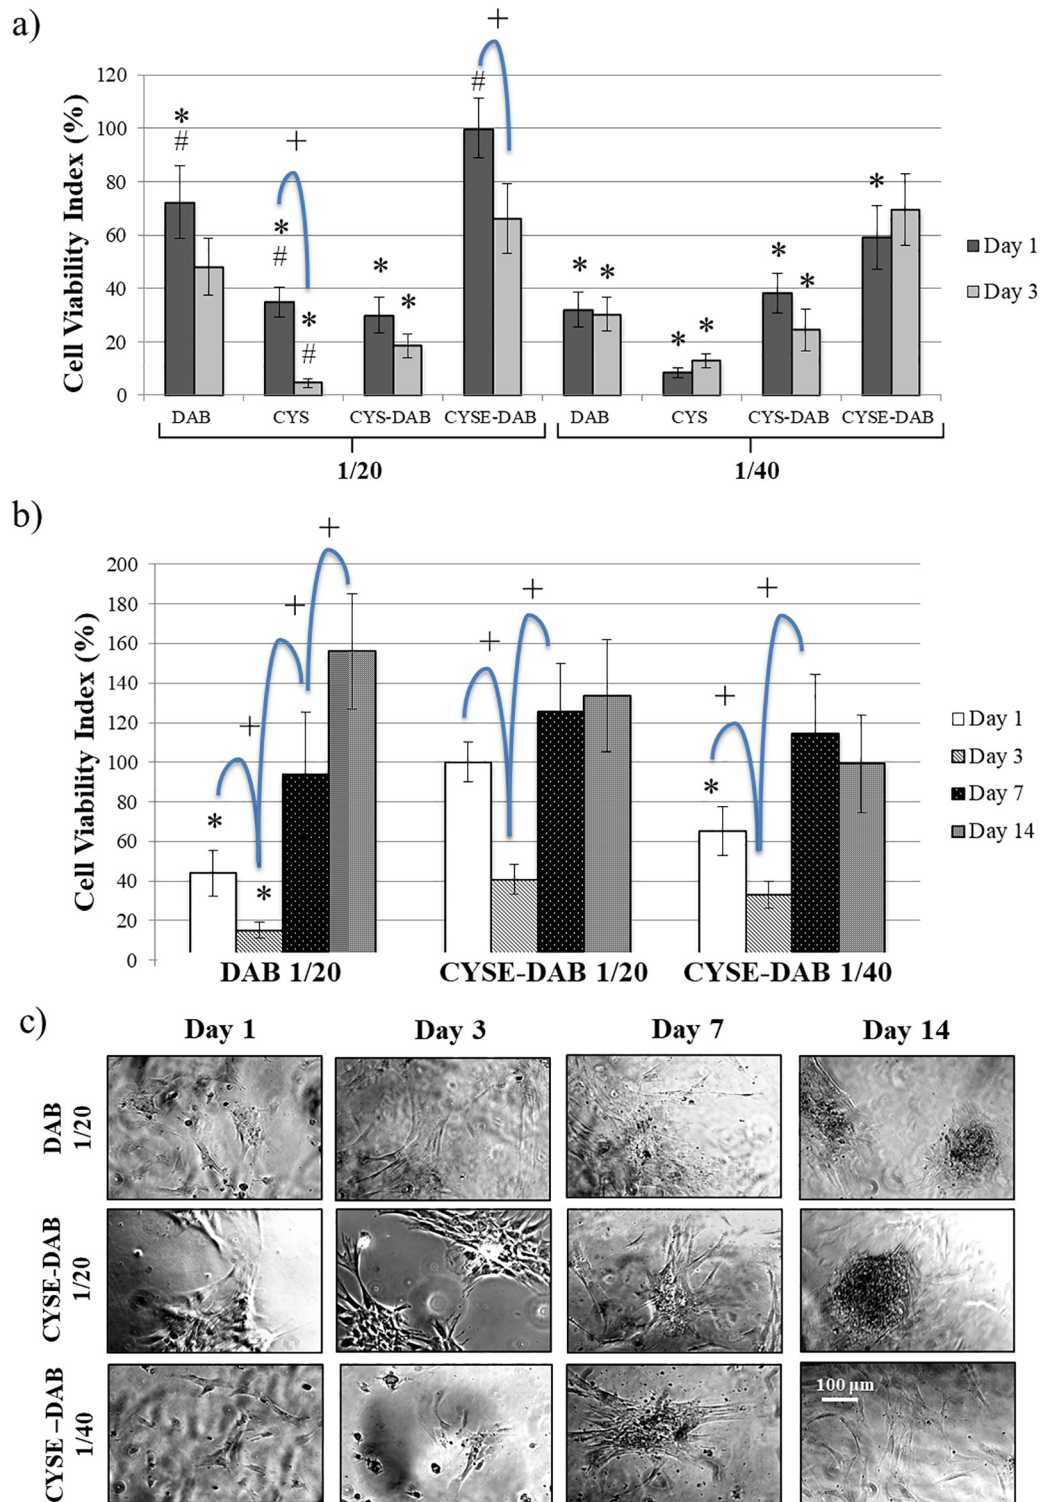 a)
+
+
120
100
80
60
40
20
0
Cell Viability Index (%)
*
#
*
#
*
#
*
*
#
*
*
*
*
*
*
*
Day 1
Day 3
DAB CYS CYS-DAB CYSE-DAB DAB CYS CYS-DAB CYSE-DAB
1/20 1/40
b)
+
+
+
+
+
+
+
200
180
160
140
120
100
80
60
40
20
0
Cell Viability Index (%)
*
*
*
Day 1
Day 3
Day 7
Day 14
DAB 1/20 CYSE-DAB 1/20 CYSE-DAB 1/40
c)
Day 1 Day 3 Day 7 Day 14
DAB
1/20
CYSE-DAB
1/20
CYSE –DAB
1/40
100 µm